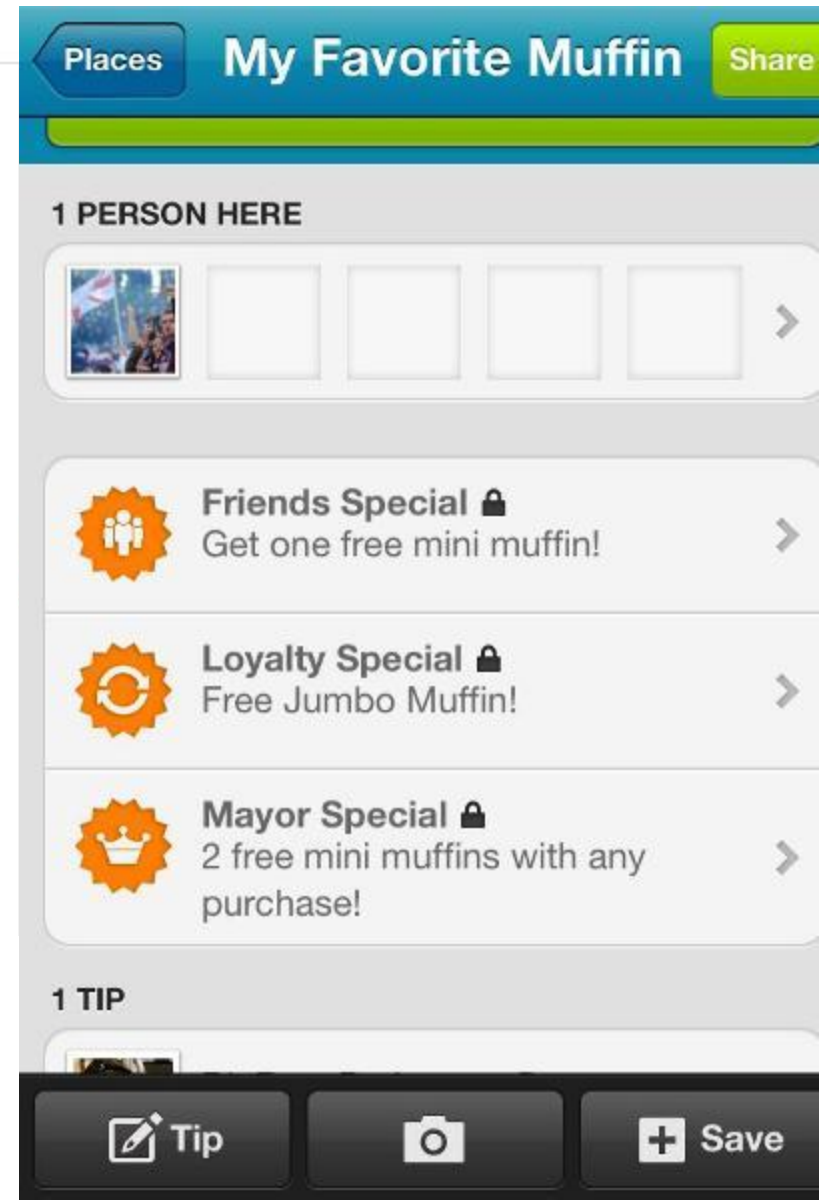 Places My Favorite Muffin Share
1 PERSON HERE
Friends Special
Get one free mini muffin!
Loyalty Special
Free Jumbo Muffin!
Mayor Special
2 free mini muffins with any
purchase!
1 TIP
Tip Save